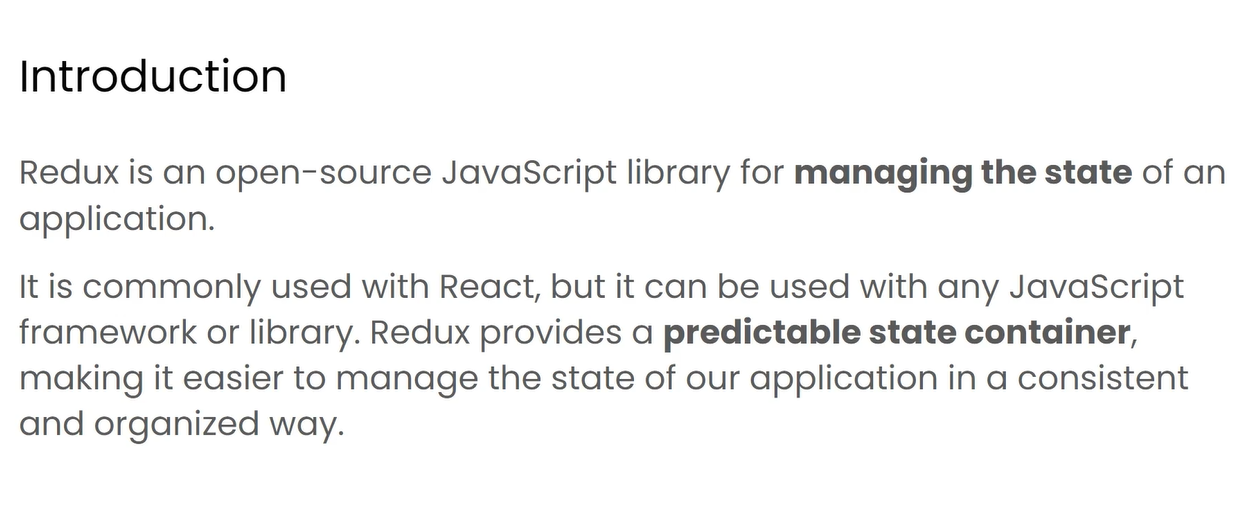 Introduction
Redux is an open-source JavaScript library for managing the state of an
application.
It is commonly used with React, but it can be used with any JavaScript
framework or library. Redux provides a predictable state container,
making it easier to manage the state of our application in a consistent
and organized way.